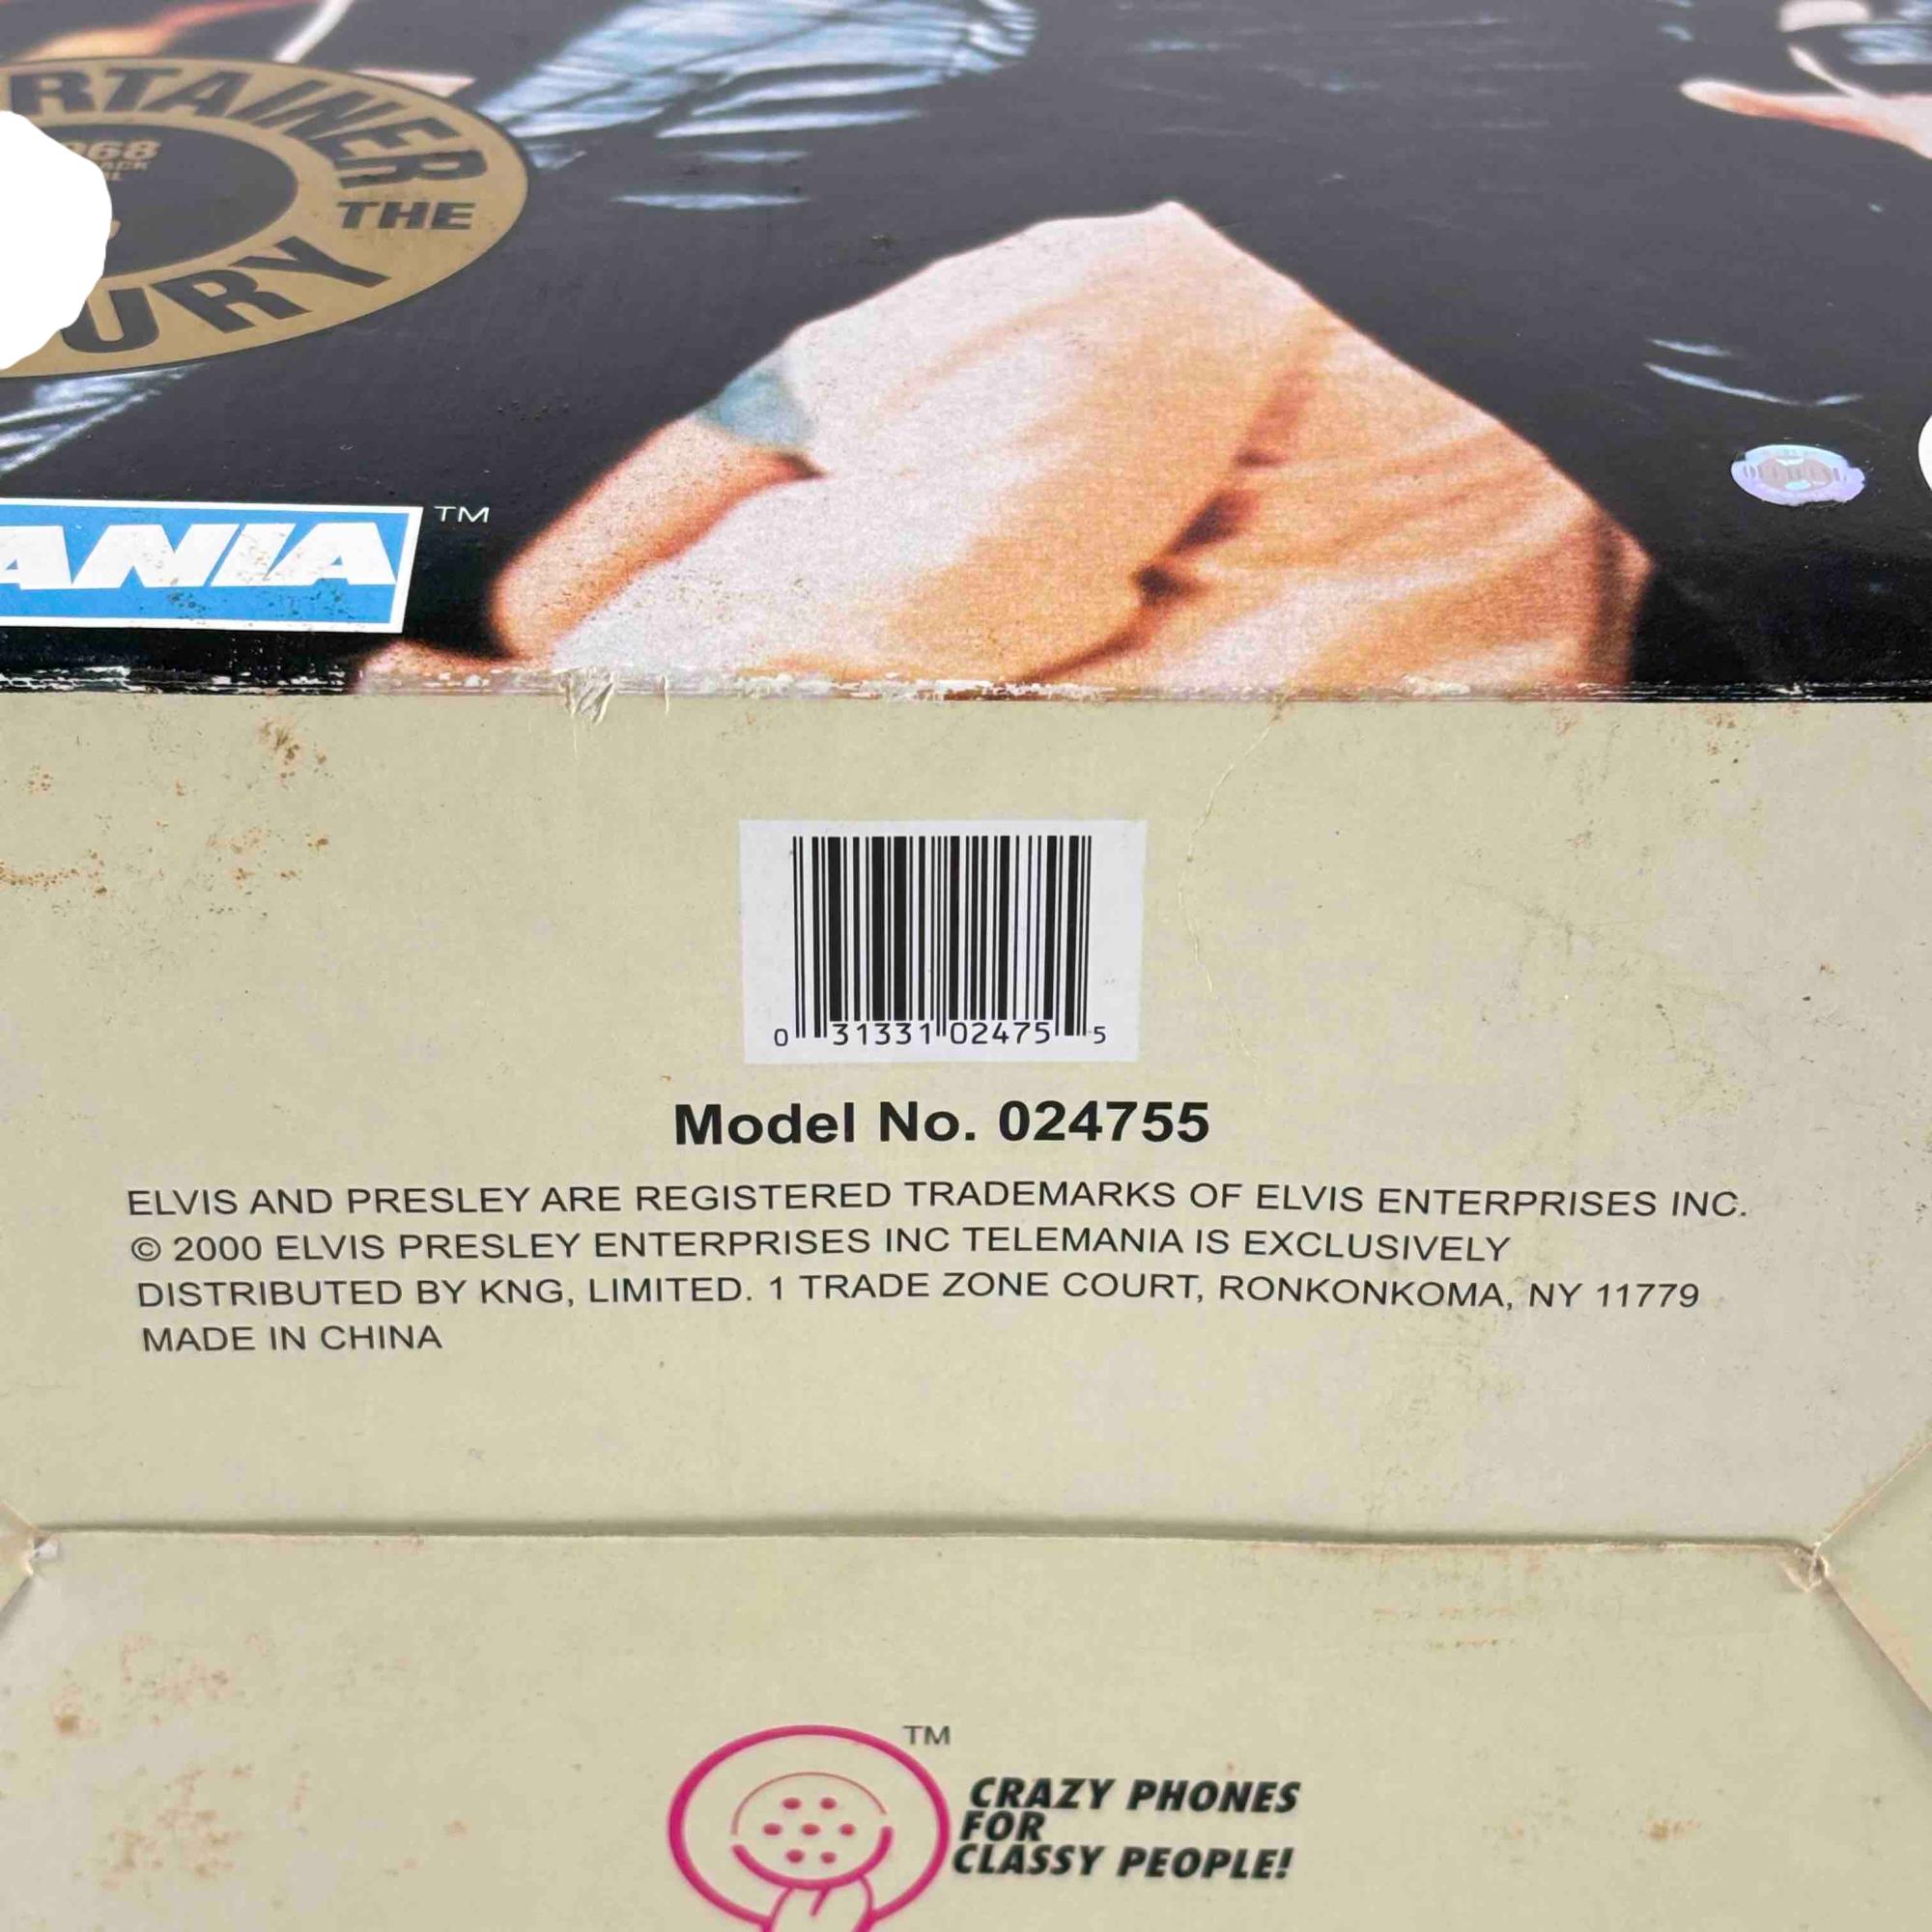 RTAINER
THE
URY
968
ANIA ™
0 31331 02475 5
Model No. 024755
ELVIS AND PRESLEY ARE REGISTERED TRADEMARKS OF ELVIS ENTERPRISES INC.
© 2000 ELVIS PRESLEY ENTERPRISES INC TELEMANIA IS EXCLUSIVELY
DISTRIBUTED BY KNG, LIMITED. 1 TRADE ZONE COURT, RONKONKOMA, NY 11779
MADE IN CHINA
TM
CRAZY PHONES
FOR
CLASSY PEOPLE!